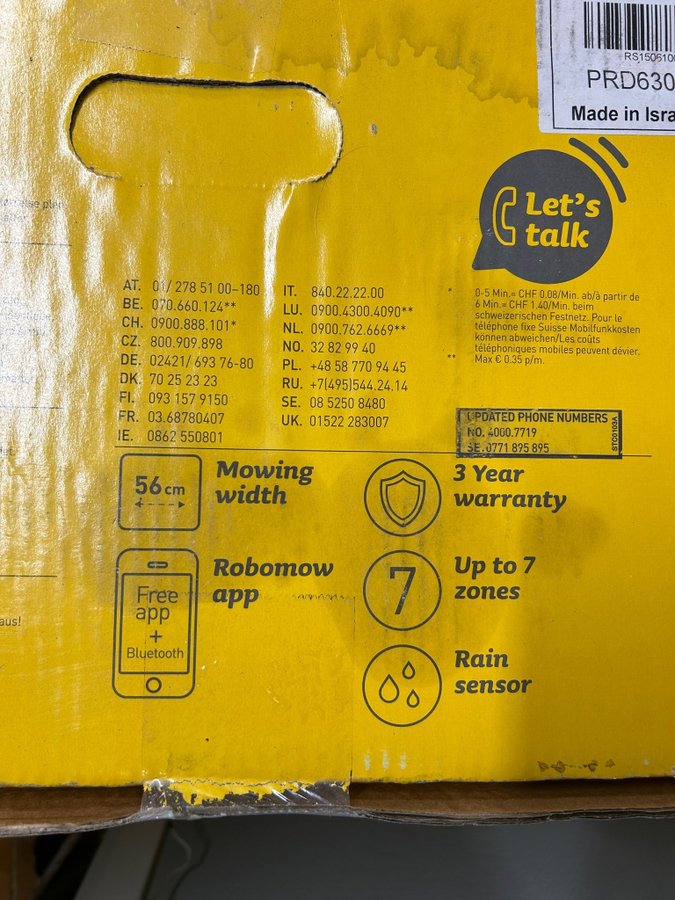 RS150610
PRD630
Made in Isra
Let's
talk
AT. 01/ 278 51 00–180
BE. 070.660.124**
CH. 0900.888.101*
CZ. 800.909.898
DE. 02421/ 693 76-80
DK. 70 25 23 23
FI. 093 157 9150
FR. 03.68780407
IE. 0862 550801
IT. 840.22.22.00
LU. 0900.4300.4090**
NL. 0900.762.6669**
NO. 32 82 99 40
PL. +48 58 770 94 45
RU. +7(495)544.24.14
SE. 08 5250 8480
UK. 01522 283007
* 0-5 Min.= CHF 0.08/Min. ab/à partir de
6 Min.= CHF 1.40/Min. beim
schweizerischen Festnetz. Pour le
téléphone fixe Suisse Mobilfunkkosten
können abweichen/Les coûts
téléphoniques mobiles peuvent dévier.
** Max € 0.35 p/m.
UPDATED PHONE NUMBERS
NO. 4000.7719
SE. 0771 895 895
STC0103A
56 cm
Mowing
width
3 Year
warranty
Free
app
+
Bluetooth
Robomow
app
7
Up to 7
zones
Rain
sensor
aus!